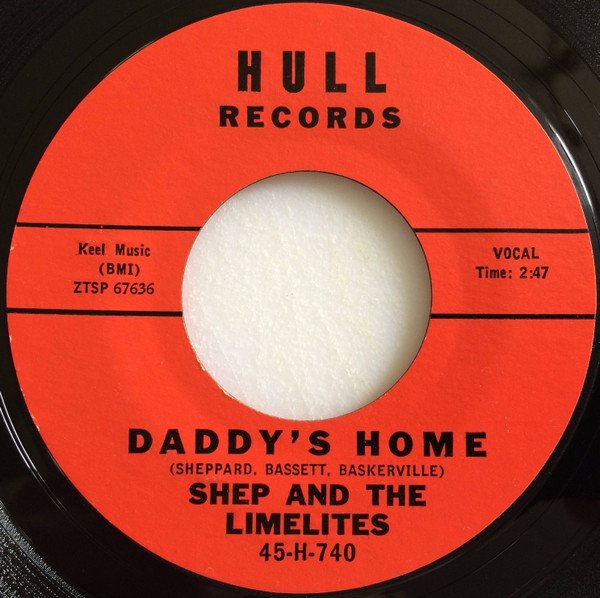 HULL
RECORDS
Keel Music
(BMI)
ZTSP 67636
VOCAL
Time: 2:47
DADDY'S HOME
(SHEPPARD, BASSETT, BASKERVILLE)
SHEP AND THE
LIMELITES
45-H-740